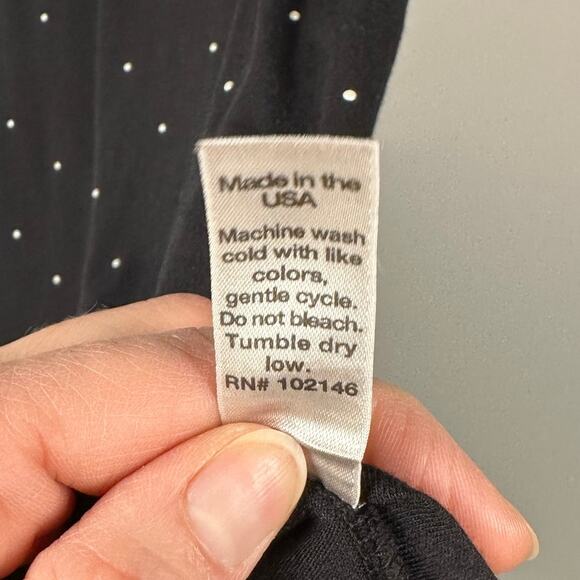 Made in the
USA
Machine wash
cold with like
colors,
gentle cycle.
Do not bleach.
Tumble dry
low.
RN# 102146